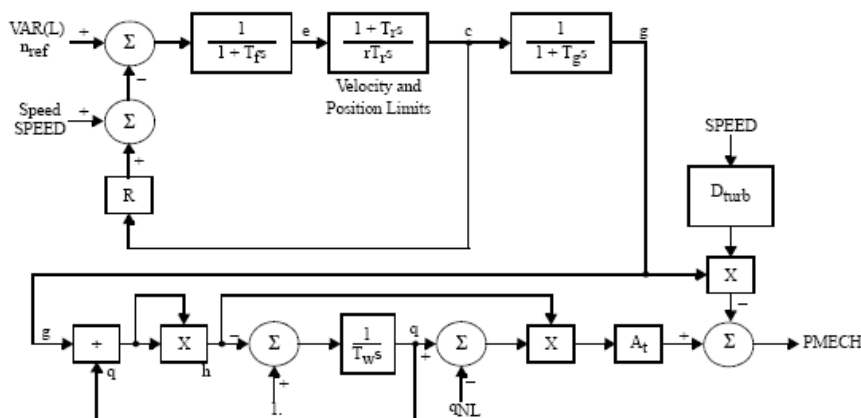 VAR(L)
n_ref
+
Σ
−
1
1 + T_f s
e
1 + T_r s
rT_r s
Velocity and
Position Limits
c
1
1 + T_g s
g
Speed
SPEED
+
Σ
+
R
SPEED
D_turb
X
−
g
÷
q
X
h
−
Σ
+
1.
1
T_w s
q
+
Σ
−
qNL
X
A_t
+
Σ
PMECH